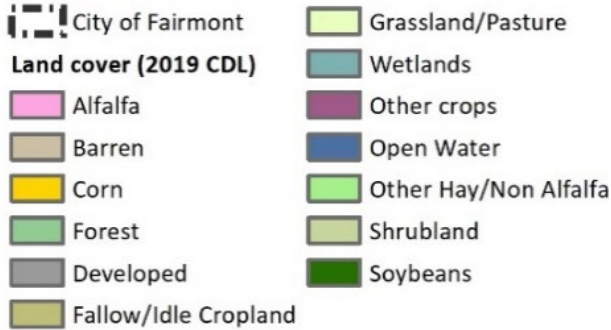 City of Fairmont
Land cover (2019 CDL)
Alfalfa
Barren
Corn
Forest
Developed
Fallow/Idle Cropland
Grassland/Pasture
Wetlands
Other crops
Open Water
Other Hay/Non Alfalfa
Shrubland
Soybeans